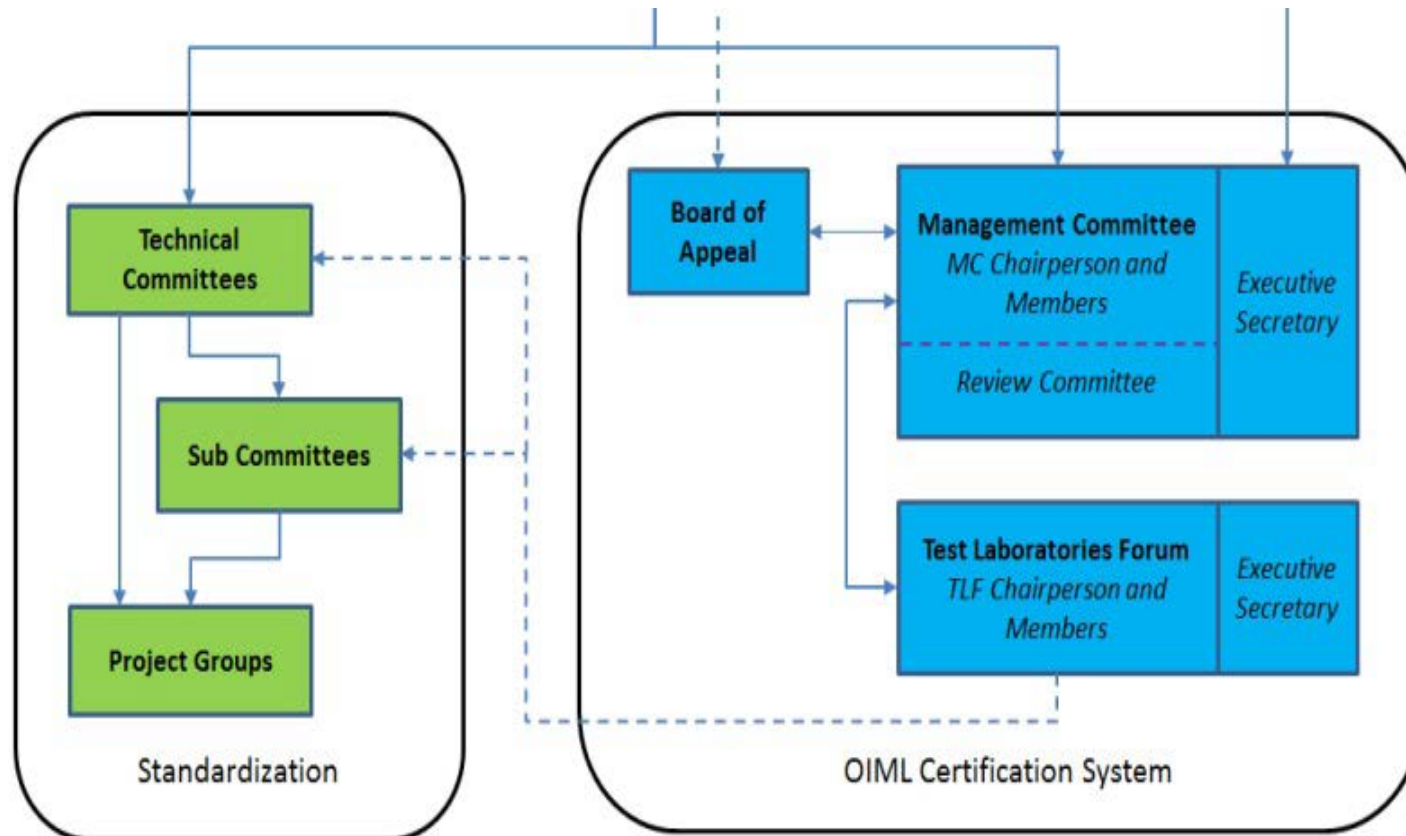 Technical
Committees
Sub Committees
Project Groups
Standardization
Board of
Appeal
Management Committee
MC Chairperson and
Members
Review Committee
Executive
Secretary
Test Laboratories Forum
TLF Chairperson and
Members
Executive
Secretary
OIML Certification System